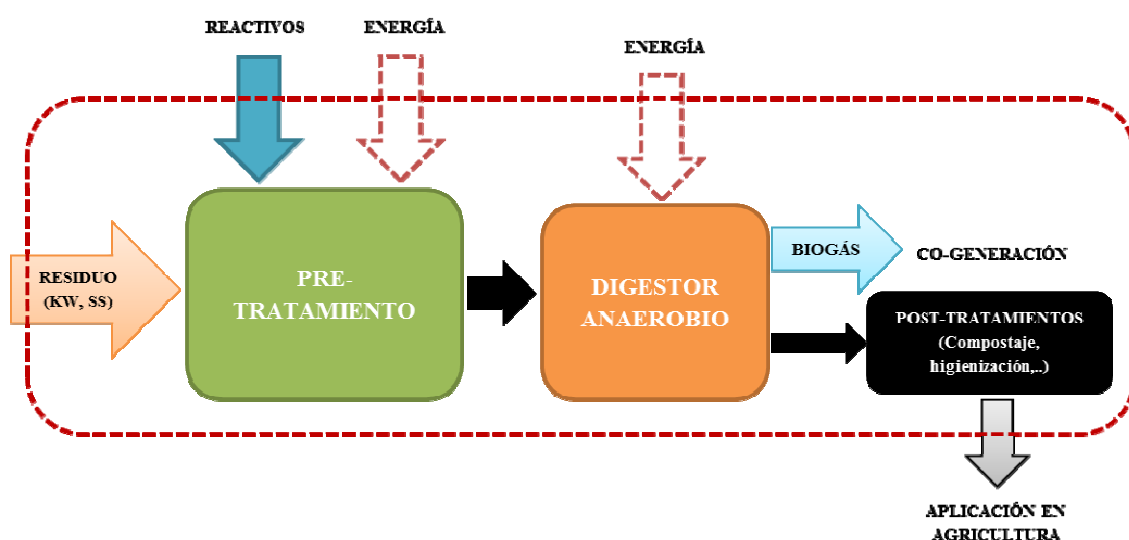 REACTIVOS
ENERGÍA
ENERGÍA
RESIDUO
(KW, SS)
PRE-
TRATAMIENTO
DIGESTOR
ANAEROBIO
BIOGÁS
CO-GENERACIÓN
POST-TRATAMIENTOS
(Compostaje,
higienización,..)
APLICACIÓN EN
AGRICULTURA